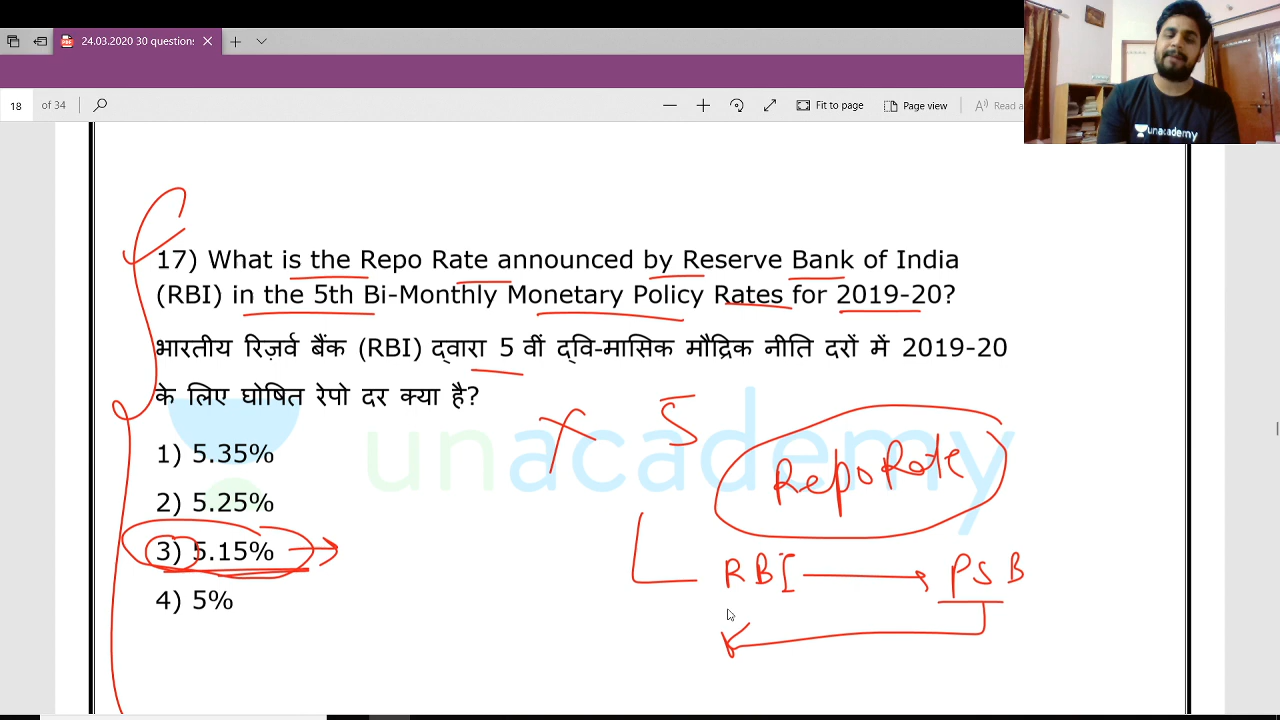 24.03.2020 30 questions
18 of 34
Fit to page
Page view
Read a
unacademy
17) What is the Repo Rate announced by Reserve Bank of India
(RBI) in the 5th Bi-Monthly Monetary Policy Rates for 2019-20?
भारतीय रिज़र्व बैंक (RBI) द्वारा 5 वीं द्वि-मासिक मौद्रिक नीति दरों में 2019-20
के लिए घोषित रेपो दर क्या है?
unacademy
1) 5.35%
2) 5.25%
3) 5.15%
4) 5%
5
Repo Rate
RBI
PSB